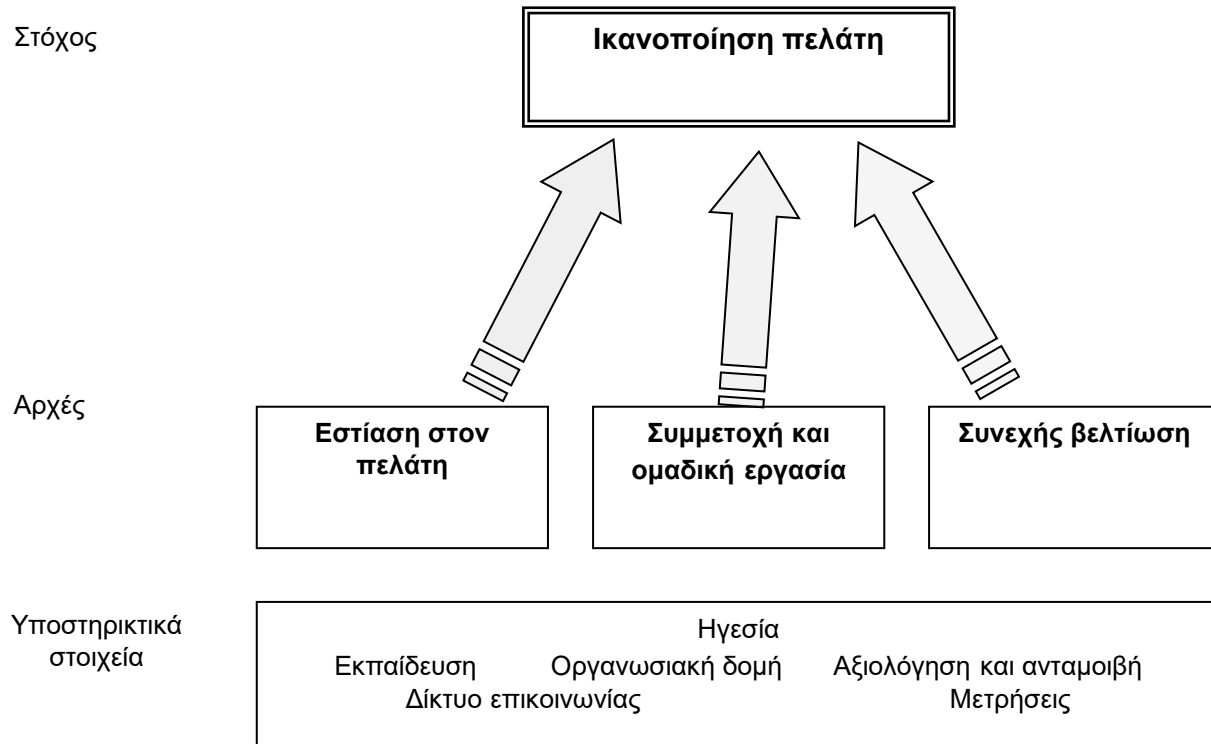 Στόχος
Ικανοποίηση πελάτη
Αρχές
Εστίαση στον
πελάτη
Συμμετοχή και
ομαδική εργασία
Συνεχής βελτίωση
Υποστηρικτικά
στοιχεία
Ηγεσία
Εκπαίδευση Οργανωσιακή δομή Αξιολόγηση και ανταμοιβή
Δίκτυο επικοινωνίας Μετρήσεις